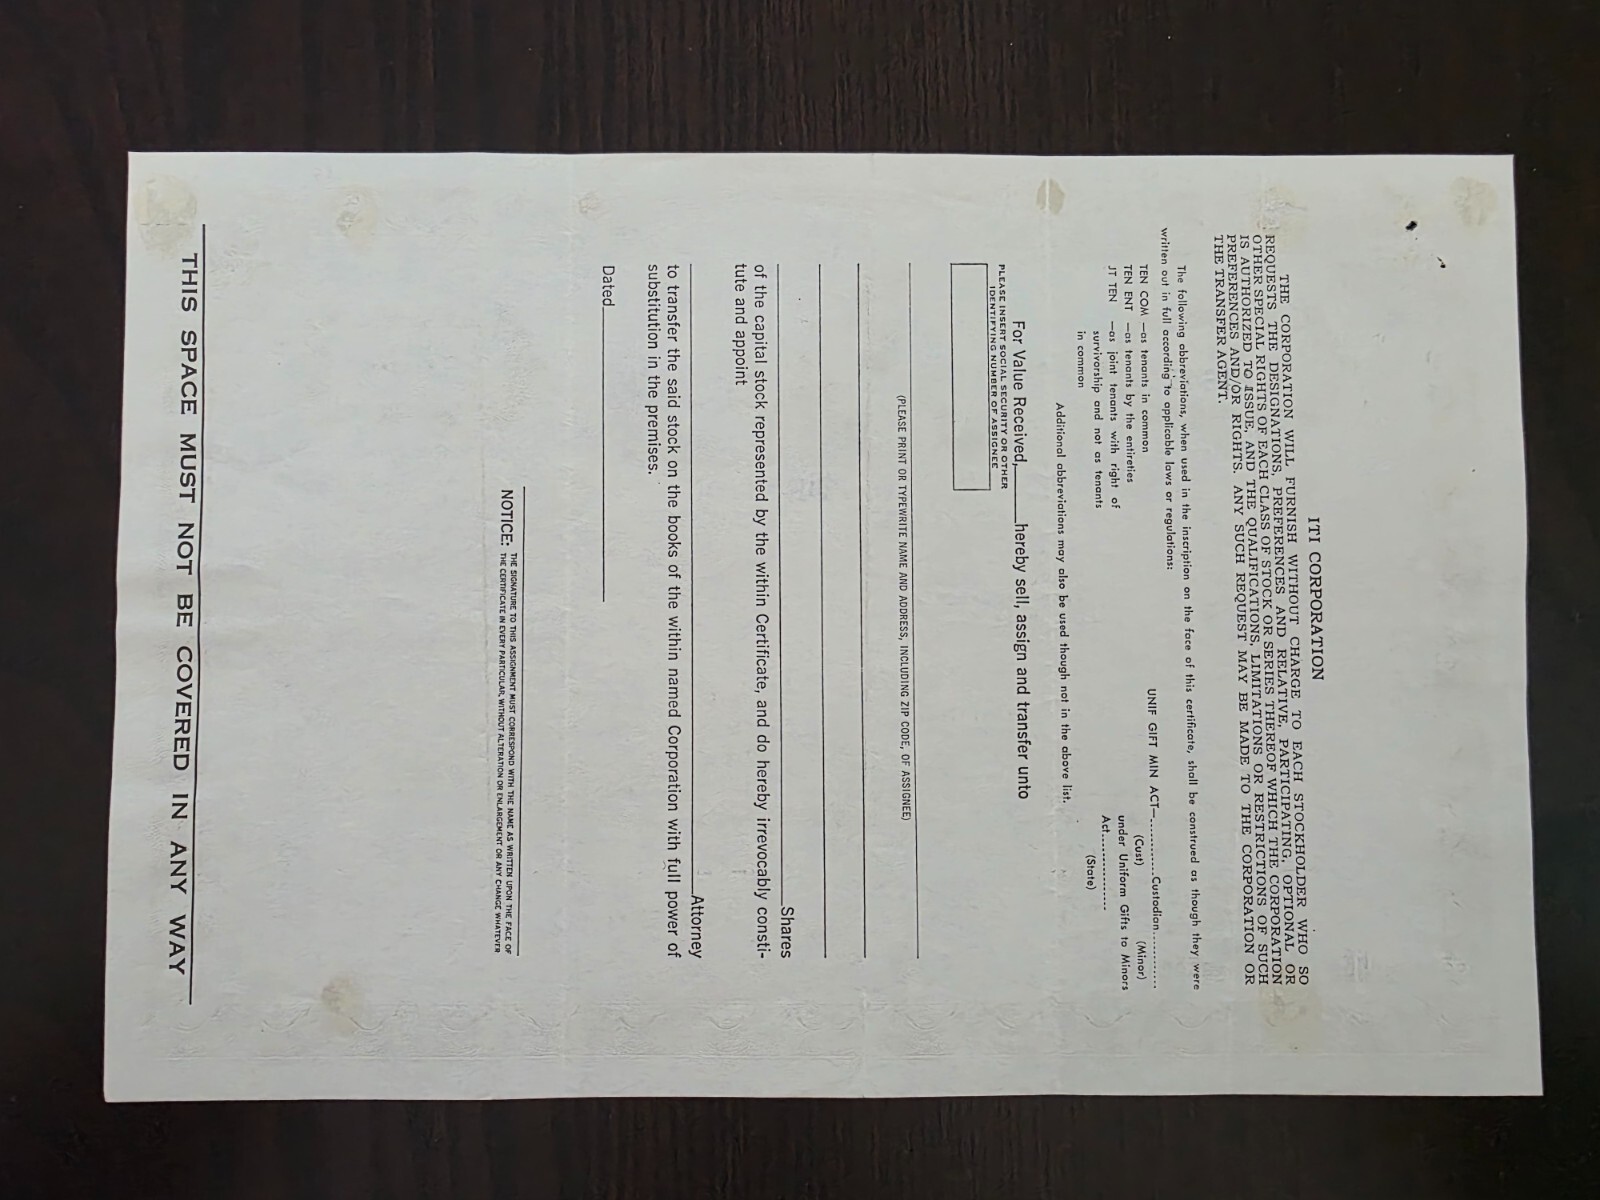 ITI CORPORATION
THE CORPORATION WILL FURNISH WITHOUT CHARGE TO EACH STOCKHOLDER WHO SO
REQUESTS THE DESIGNATIONS, PREFERENCES AND RELATIVE, PARTICIPATING, OPTIONAL OR
OTHER SPECIAL RIGHTS OF EACH CLASS OF STOCK OR SERIES THEREOF WHICH THE CORPORATION
IS AUTHORIZED TO ISSUE, AND THE QUALIFICATIONS, LIMITATIONS OR RESTRICTIONS OF SUCH
PREFERENCES AND/OR RIGHTS. ANY SUCH REQUEST MAY BE MADE TO THE CORPORATION OR
THE TRANSFER AGENT.
The following abbreviations, when used in the inscription on the face of this certificate, shall be construed as though they were
written out in full according to applicable laws or regulations:
TEN COM —as tenants in common
TEN ENT —as tenants by the entireties
JT TEN —as joint tenants with right of
survivorship and not as tenants
in common
UNIF GIFT MIN ACT—..........Custodian............
(Cust) (Minor)
under Uniform Gifts to Minors
Act..............
(State)
Additional abbreviations may also be used though not in the above list.
For Value Received,_____hereby sell, assign and transfer unto
PLEASE INSERT SOCIAL SECURITY OR OTHER
IDENTIFYING NUMBER OF ASSIGNEE
(PLEASE PRINT OR TYPEWRITE NAME AND ADDRESS, INCLUDING ZIP CODE, OF ASSIGNEE)
Shares
of the capital stock represented by the within Certificate, and do hereby irrevocably consti-
tute and appoint
Attorney
to transfer the said stock on the books of the within named Corporation with full power of
substitution in the premises.
Dated
NOTICE: THE SIGNATURE TO THIS ASSIGNMENT MUST CORRESPOND WITH THE NAME AS WRITTEN UPON THE FACE OF
THE CERTIFICATE IN EVERY PARTICULAR, WITHOUT ALTERATION OR ENLARGEMENT OR ANY CHANGE WHATEVER
THIS SPACE MUST NOT BE COVERED IN ANY WAY